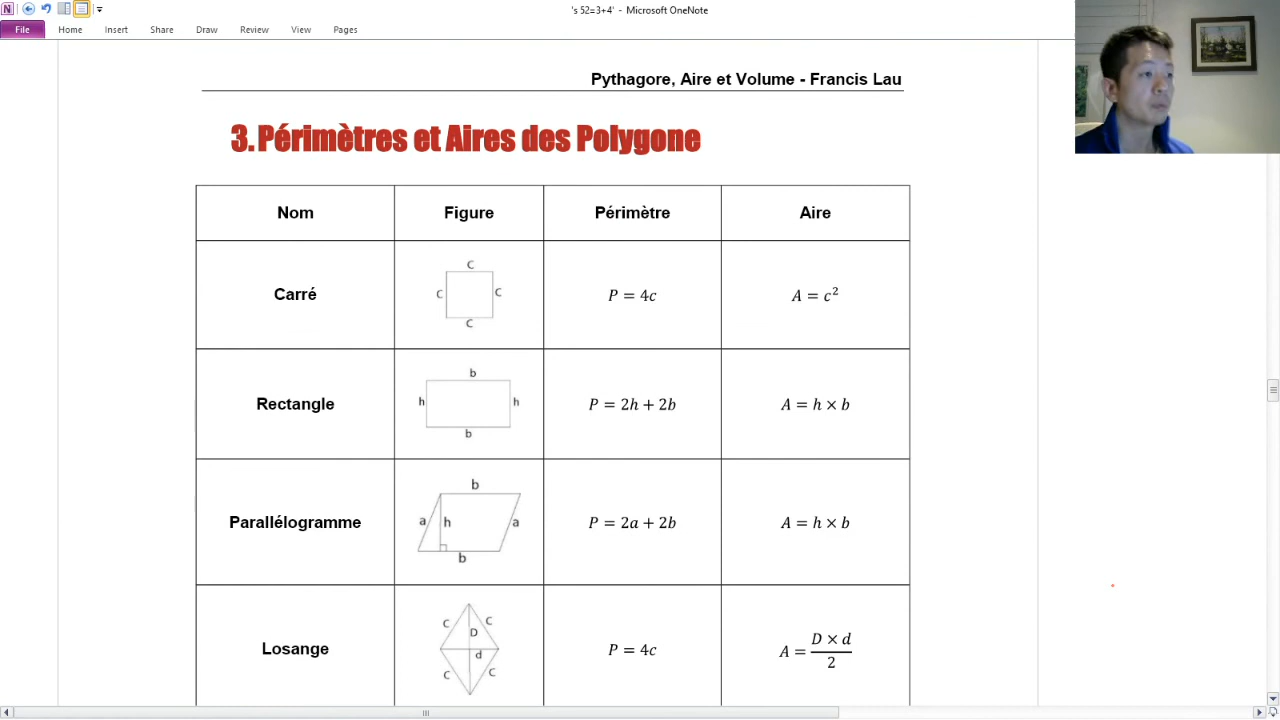 's 52=3+4' - Microsoft OneNote
File Home Insert Share Draw Review View Pages
Pythagore, Aire et Volume - Francis Lau
3. Périmètres et Aires des Polygone
Nom Figure Périmètre Aire
c
Carré c c P = 4c A = c²
c
b
Rectangle h h P = 2h + 2b A = h × b
b
b
Parallélogramme a h a P = 2a + 2b A = h × b
b
c c
D
Losange P = 4c A = D × d / 2
d
c c